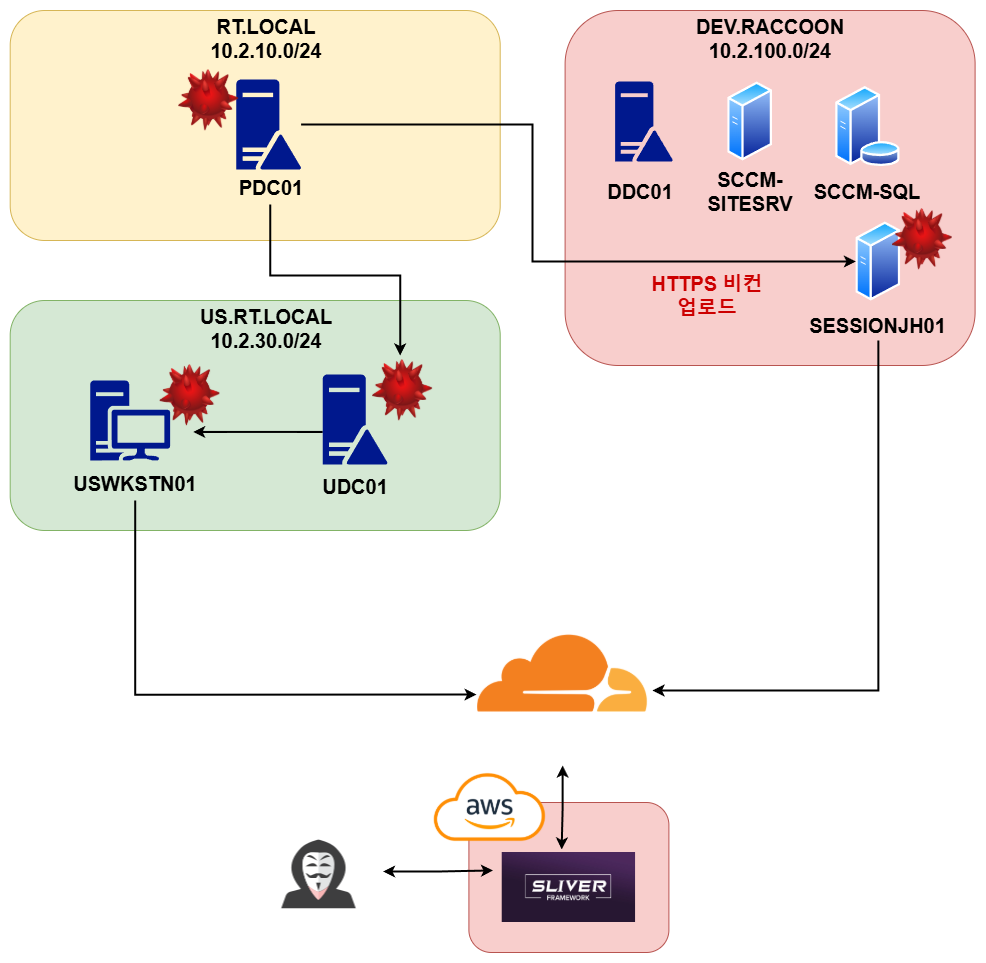 RT.LOCAL
10.2.10.0/24
PDC01
DEV.RACCOON
10.2.100.0/24
DDC01
SCCM-
SITESRV
SCCM-SQL
HTTPS 비컨
업로드
SESSIONJH01
US.RT.LOCAL
10.2.30.0/24
USWKSTN01
UDC01
aws
SLIVER
FRAMEWORK